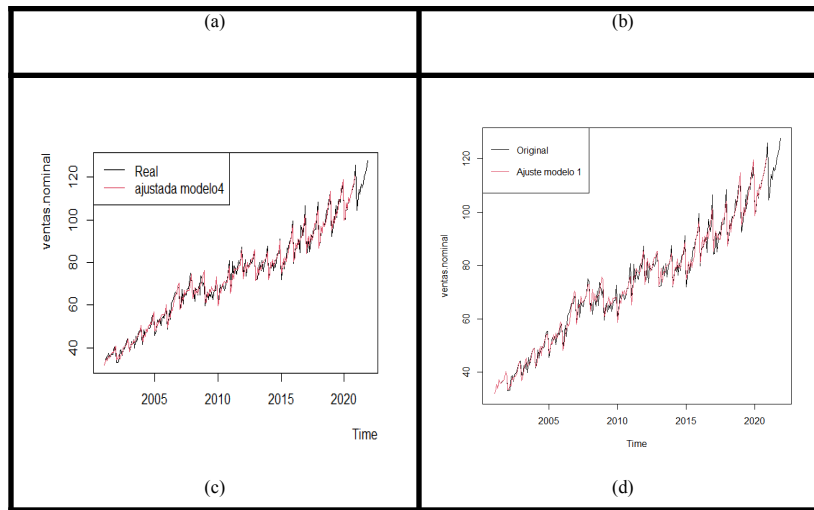 (a)
(b)
ventas.nominal
120
100
80
60
40
Real
ajustada modelo4
2005
2010
2015
2020
Time
ventas.nominal
120
100
80
60
40
Original
Ajuste modelo 1
2005
2010
2015
2020
Time
(c)
(d)